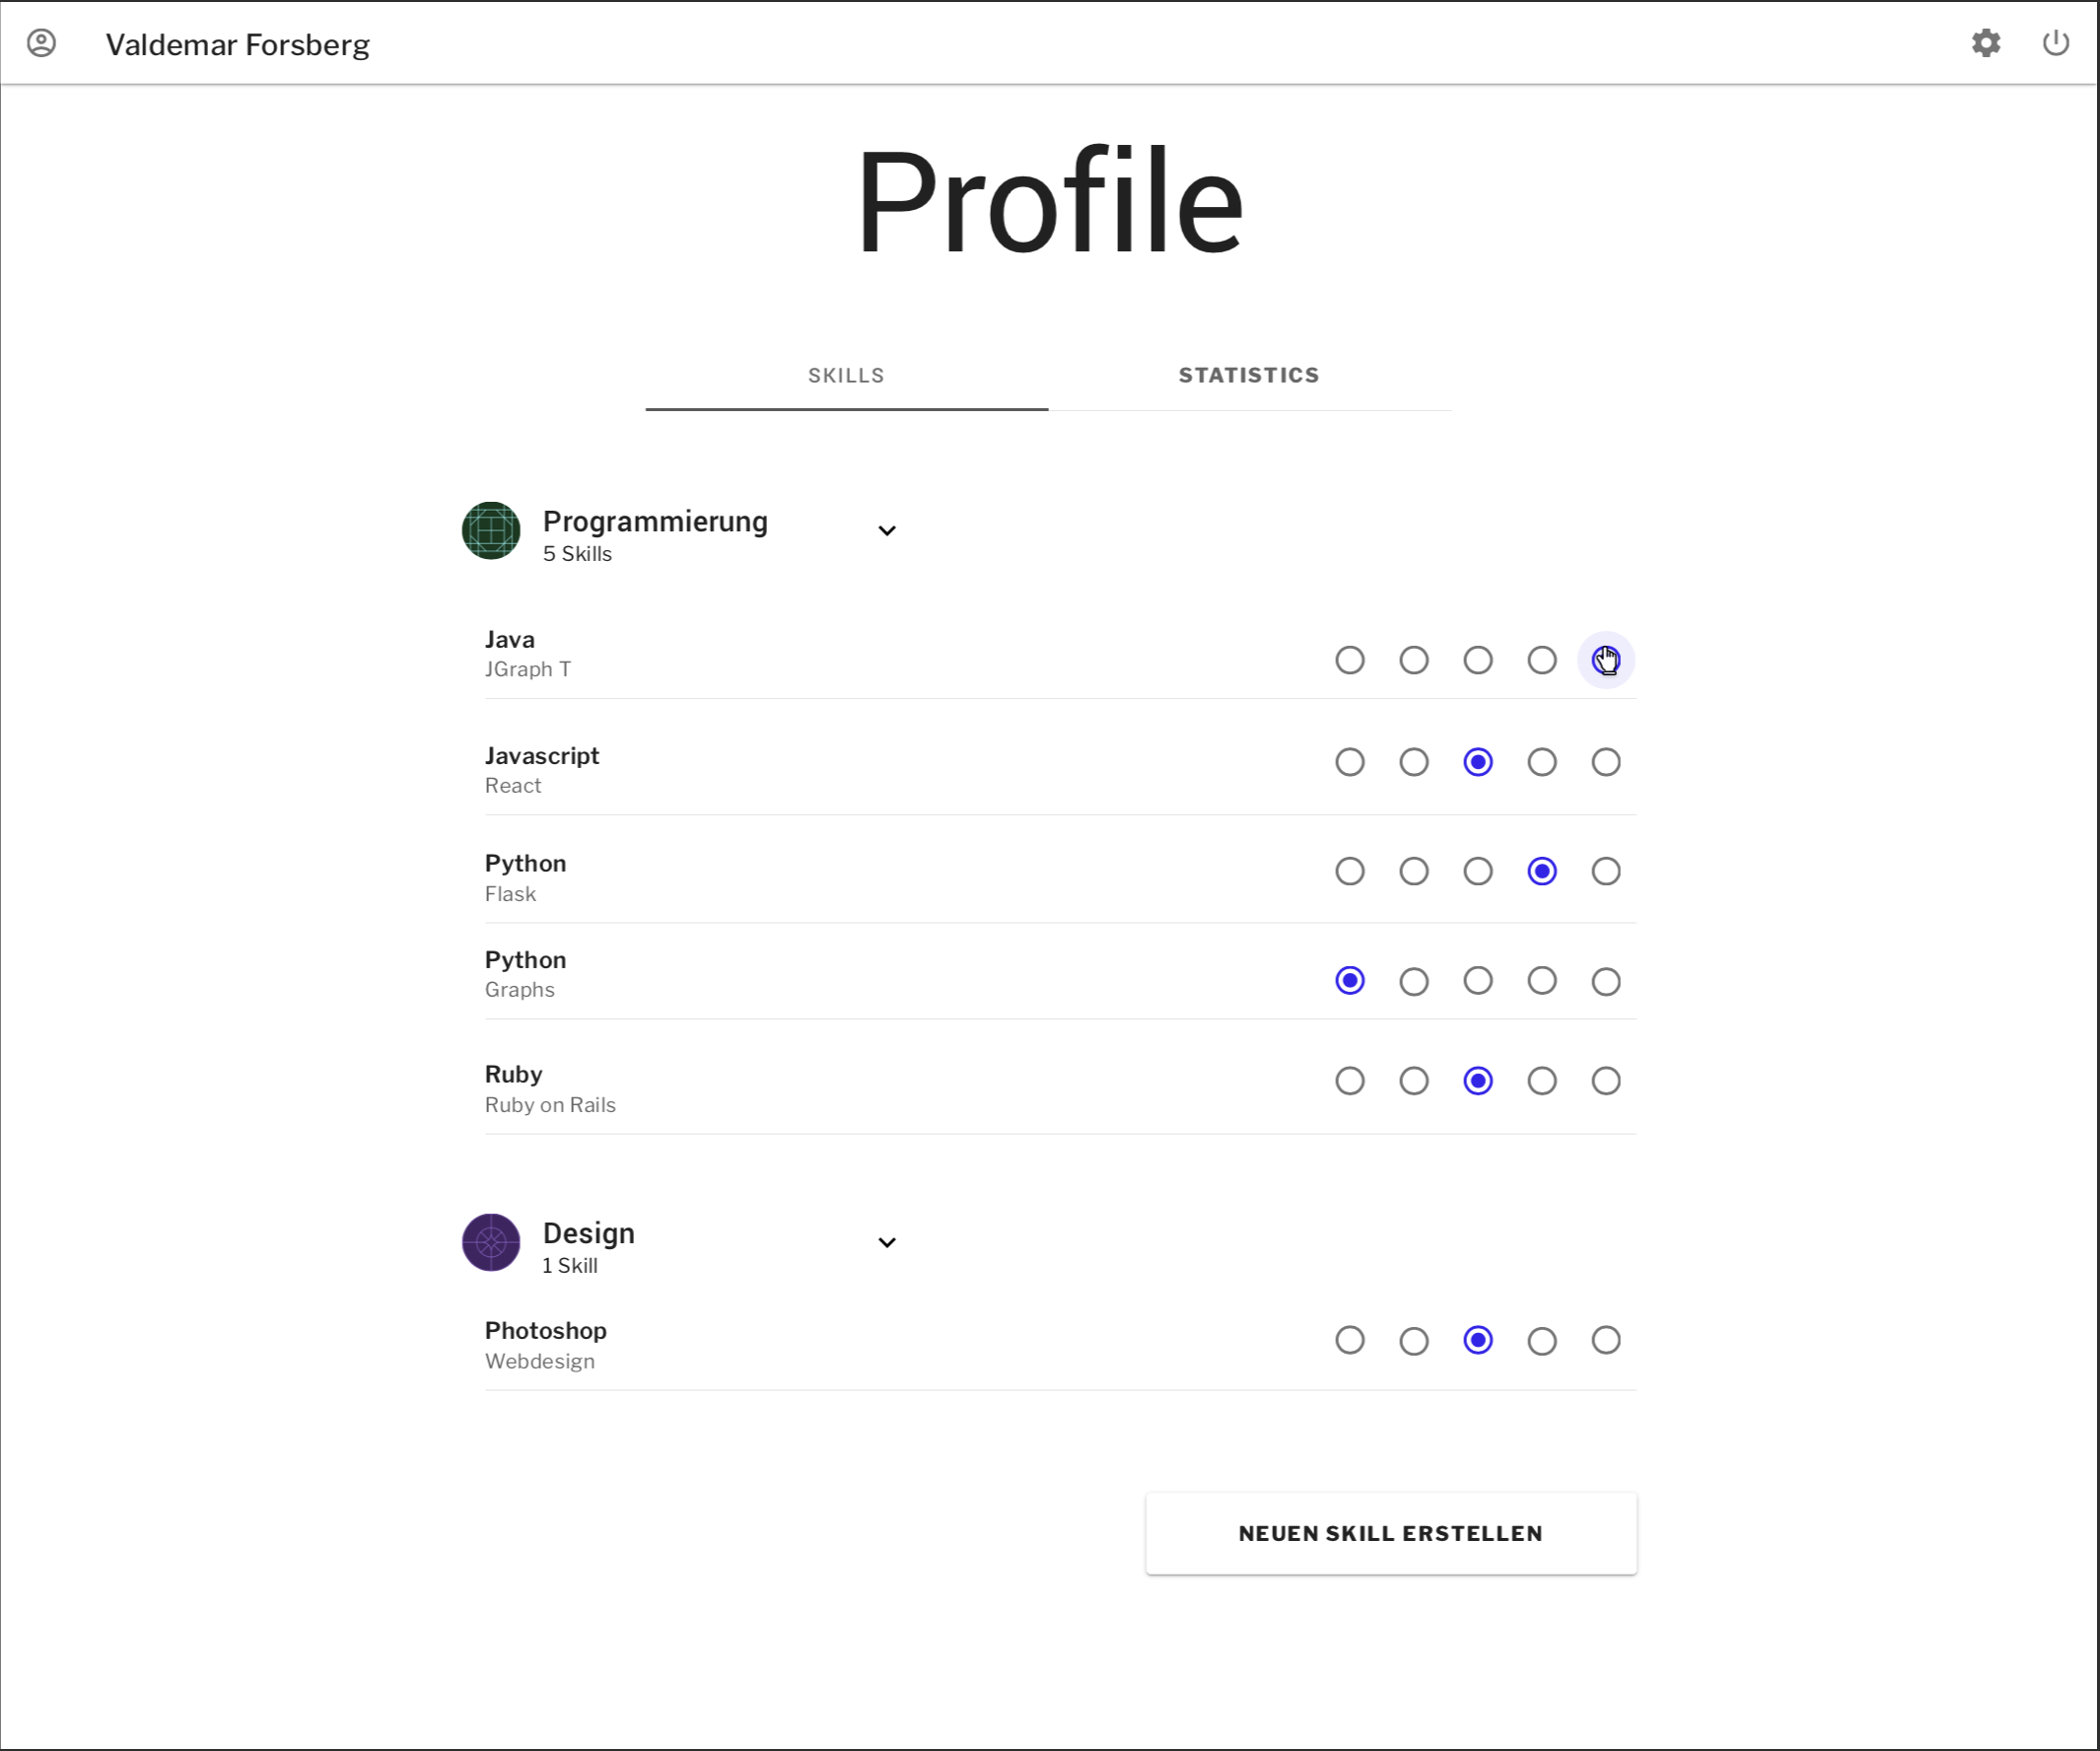 Valdemar Forsberg
Profile
SKILLS
STATISTICS
Programmierung
5 Skills
Java
JGraph T
Javascript
React
Python
Flask
Python
Graphs
Ruby
Ruby on Rails
Design
1 Skill
Photoshop
Webdesign
NEUEN SKILL ERSTELLEN